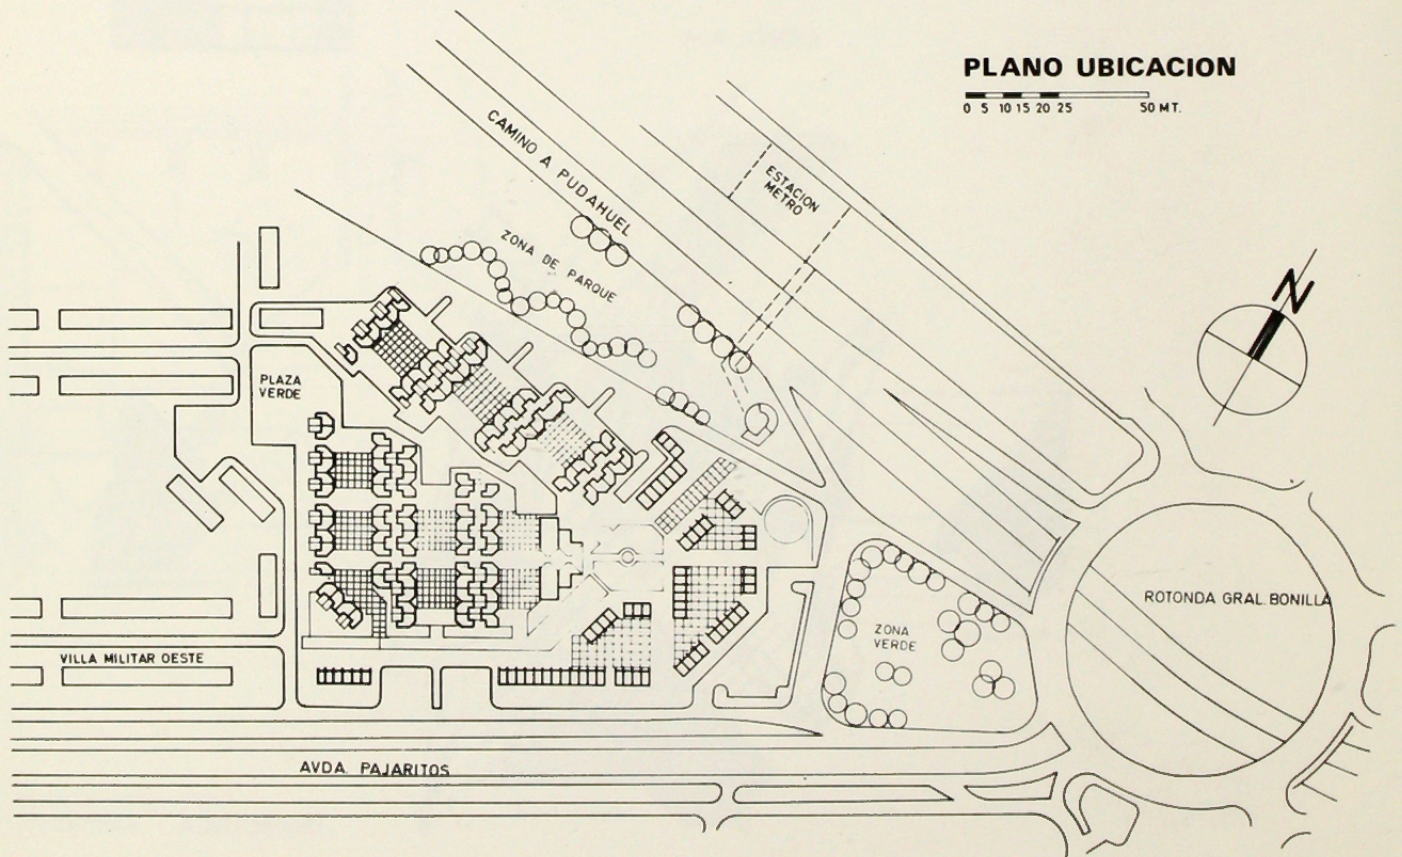 PLANO UBICACION
0 5 10 15 20 25 50 MT.
CAMINO A PUDAHUEL
ESTACION
METRO
ZONA DE PARQUE
N
PLAZA
VERDE
ROTONDA GRAL. BONILLA
ZONA
VERDE
VILLA MILITAR OESTE
AVDA. PAJARITOS